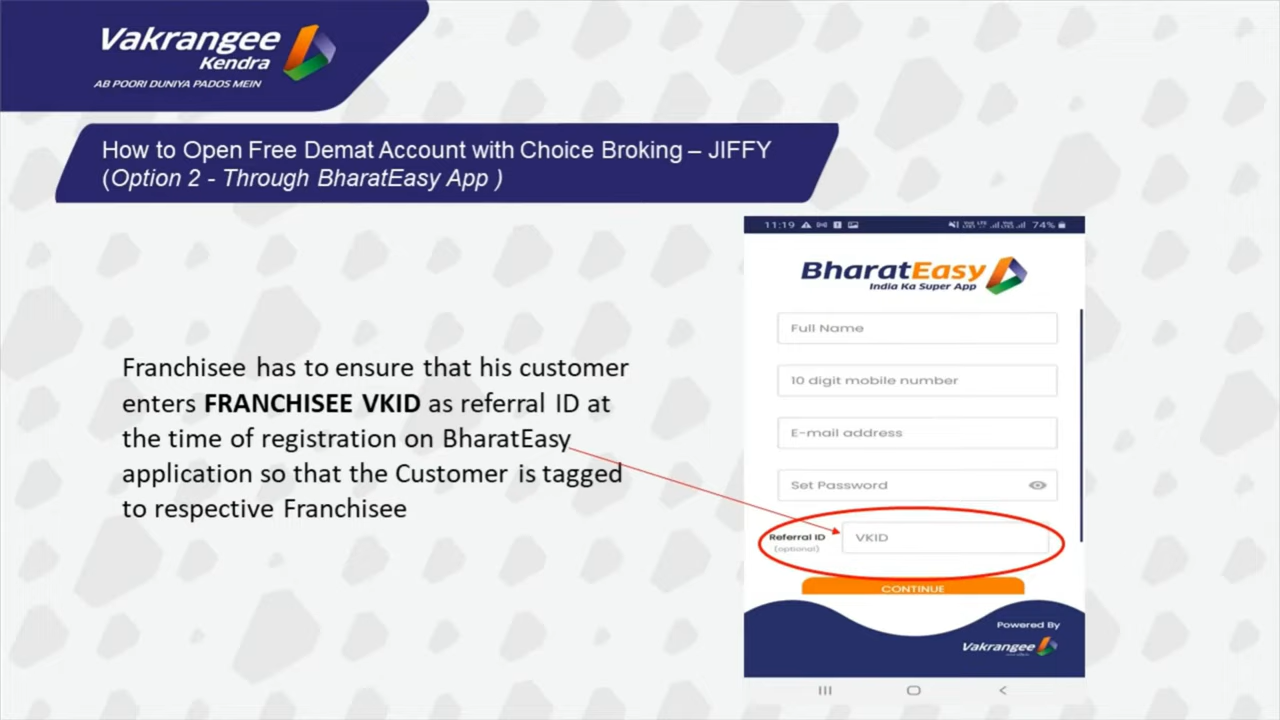 Vakrangee
Kendra
AB POORI DUNIYA PADOS MEIN
How to Open Free Demat Account with Choice Broking – JIFFY
(Option 2 - Through BharatEasy App )
Franchisee has to ensure that his customer
enters FRANCHISEE VKID as referral ID at
the time of registration on BharatEasy
application so that the Customer is tagged
to respective Franchisee
11:19
74%
BharatEasy
India Ka Super App
Full Name
10 digit mobile number
E-mail address
Set Password
Referral ID
(optional)
VKID
CONTINUE
Powered By
Vakrangee